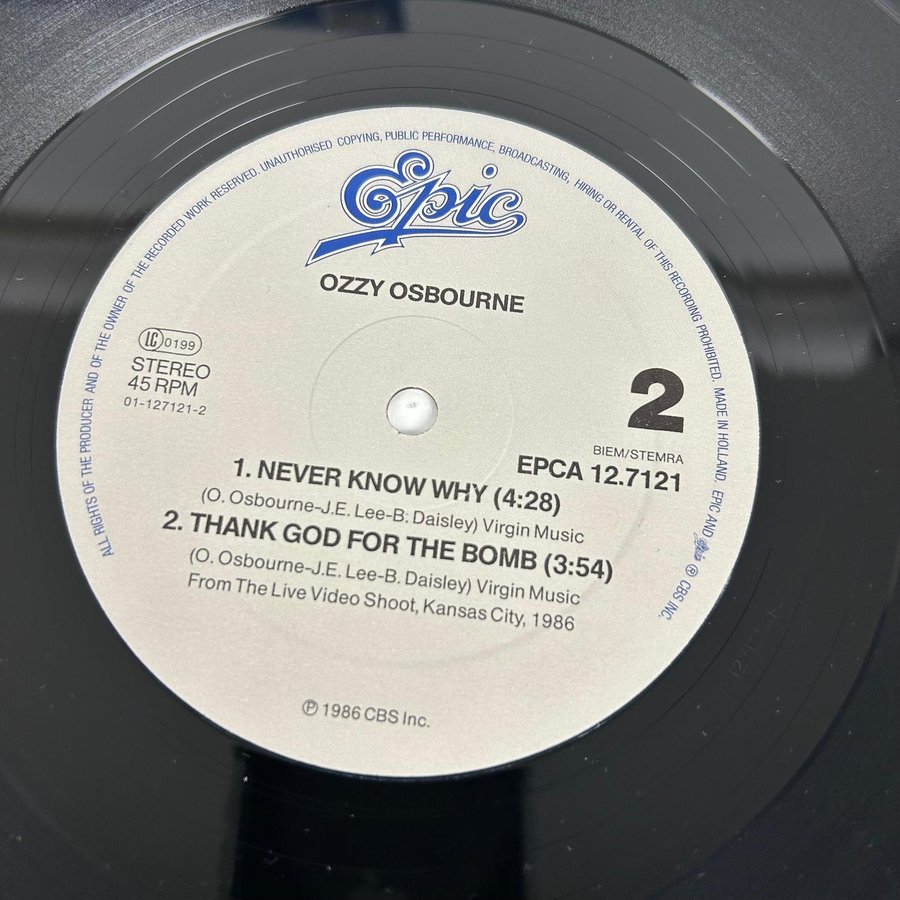 ALL RIGHTS OF THE PRODUCER AND OF THE OWNER OF THE RECORDED WORK RESERVED. UNAUTHORISED COPYING, PUBLIC PERFORMANCE, BROADCASTING, HIRING OR RENTAL OF THIS RECORDING PROHIBITED. MADE IN HOLLAND. EPIC AND Epic ® CBS INC.
Epic
OZZY OSBOURNE
LC 0199
STEREO
45 RPM
01-127121-2
2
BIEM/STEMRA
EPCA 12.7121
1. NEVER KNOW WHY (4:28)
(O. Osbourne-J.E. Lee-B. Daisley) Virgin Music
2. THANK GOD FOR THE BOMB (3:54)
(O. Osbourne-J.E. Lee-B. Daisley) Virgin Music
From The Live Video Shoot, Kansas City, 1986
℗ 1986 CBS Inc.